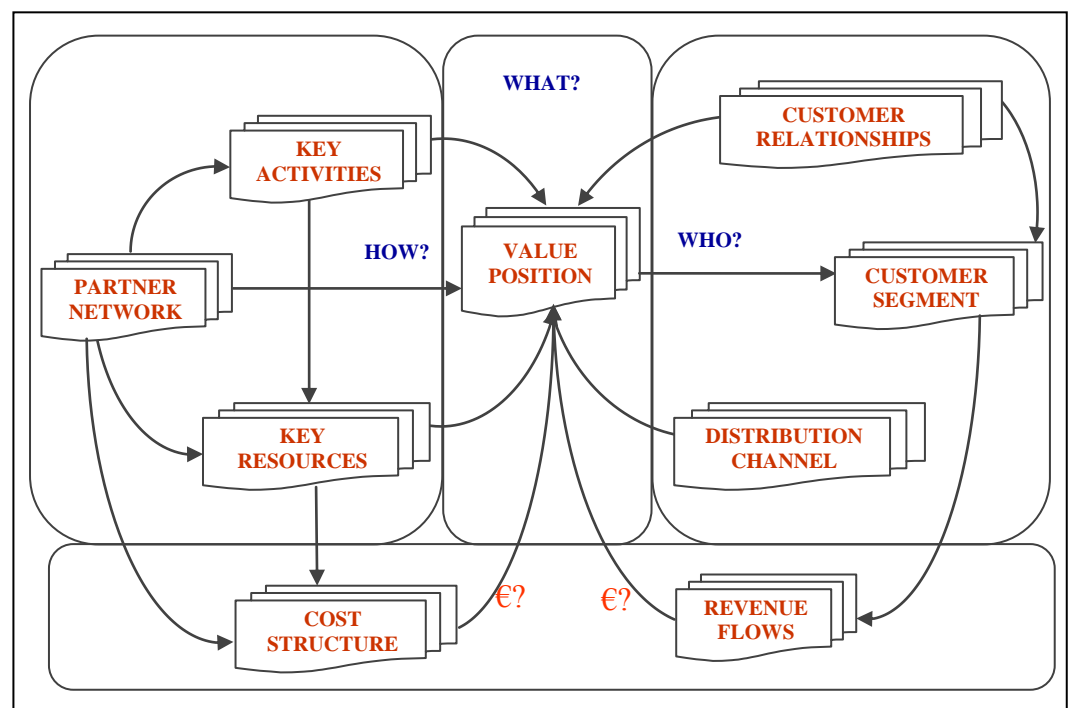 WHAT?
CUSTOMER
RELATIONSHIPS
KEY
ACTIVITIES
HOW?
VALUE
POSITION
WHO?
PARTNER
NETWORK
CUSTOMER
SEGMENT
KEY
RESOURCES
DISTRIBUTION
CHANNEL
€?
€?
COST
STRUCTURE
REVENUE
FLOWS